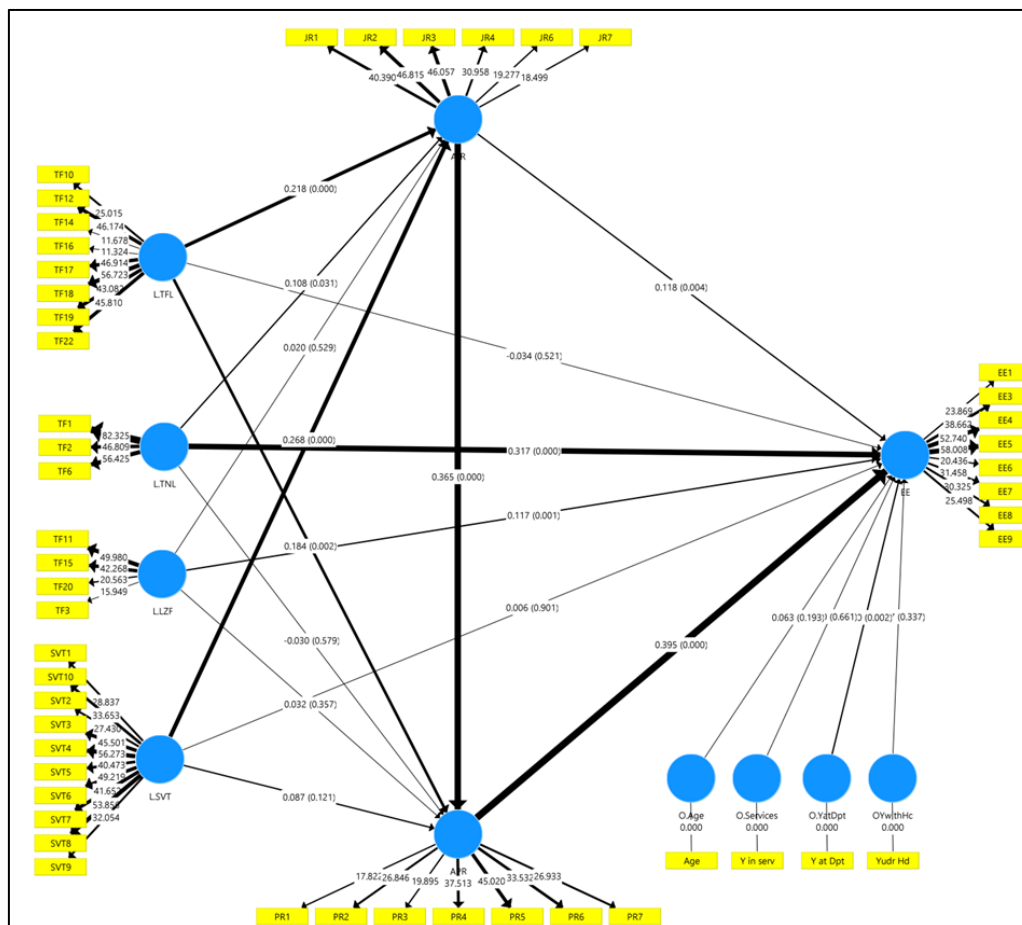 JR1 JR2 JR3 JR4 JR6 JR7
40.390 46.815 46.057 30.958 19.277 18.499
TF10
TF12
TF14
TF16
TF17
TF18
TF19
TF22
25.015
46.174
11.678
11.324
46.914
56.723
43.082
45.810
L.TFL
0.218 (0.000)
0.108 (0.031)
0.020 (0.529)
0.118 (0.004)
-0.034 (0.521)
TF1
TF2
TF6
82.325
46.809
56.425
L.TNL
0.268 (0.000)
0.317 (0.000)
0.365 (0.000)
EE1
EE3
EE4
EE5
EE6
EE7
EE8
EE9
23.869
38.663
52.740
58.008
20.436
31.458
30.325
25.498
EE
TF11
TF15
TF20
TF3
49.980
42.268
20.563
15.949
L.LZF
0.117 (0.001)
0.184 (0.002)
0.006 (0.901)
-0.030 (0.579)
0.032 (0.357)
0.395 (0.000)
0.063 (0.193)
(0.661)
(0.002)
(0.337)
SVT1
SVT10
SVT2
SVT3
SVT4
SVT5
SVT6
SVT7
SVT8
SVT9
28.837
33.653
27.430
45.501
56.273
40.473
49.219
53.856
32.054
L.SVT
0.087 (0.121)
O.Age O.Services O.YatDpt OYwithHc
0.000 0.000 0.000 0.000
Age Y in serv Y at Dpt Yudr Hd
26.846 19.895 37.513 45.020 33.532 26.933
PR1 PR2 PR3 PR4 PR5 PR6 PR7